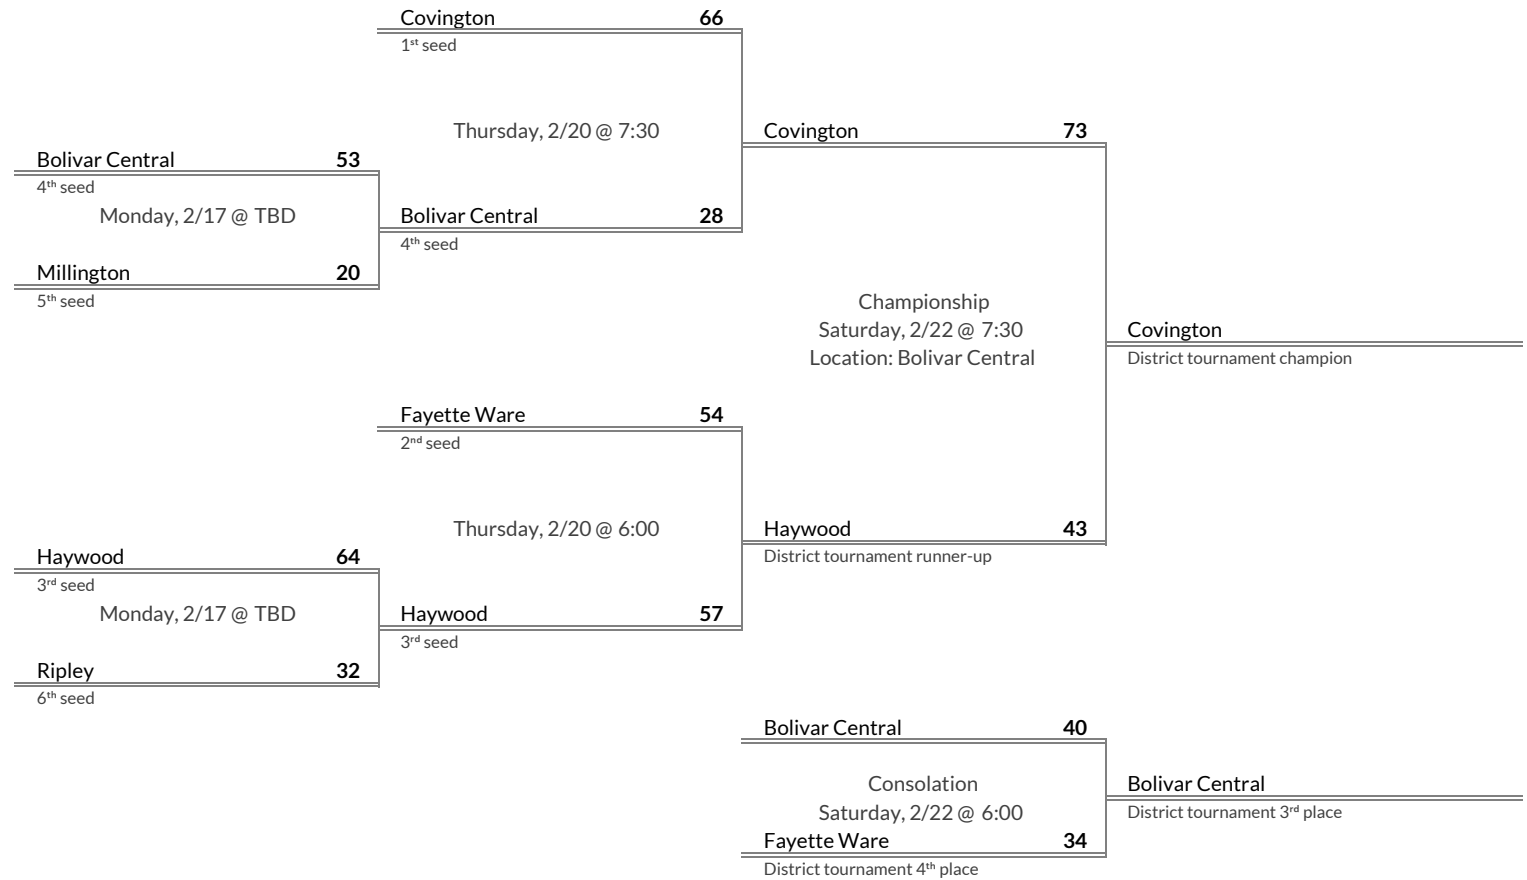 Covington 66
1st seed
Thursday, 2/20 @ 7:30
Covington 73
Bolivar Central 53
4th seed
Monday, 2/17 @ TBD
Bolivar Central 28
4th seed
Millington 20
5th seed
Championship
Saturday, 2/22 @ 7:30
Location: Bolivar Central
Covington
District tournament champion
Fayette Ware 54
2nd seed
Thursday, 2/20 @ 6:00
Haywood 43
District tournament runner-up
Haywood 64
3rd seed
Monday, 2/17 @ TBD
Haywood 57
3rd seed
Ripley 32
6th seed
Bolivar Central 40
Consolation
Saturday, 2/22 @ 6:00
Bolivar Central
District tournament 3rd place
Fayette Ware 34
District tournament 4th place